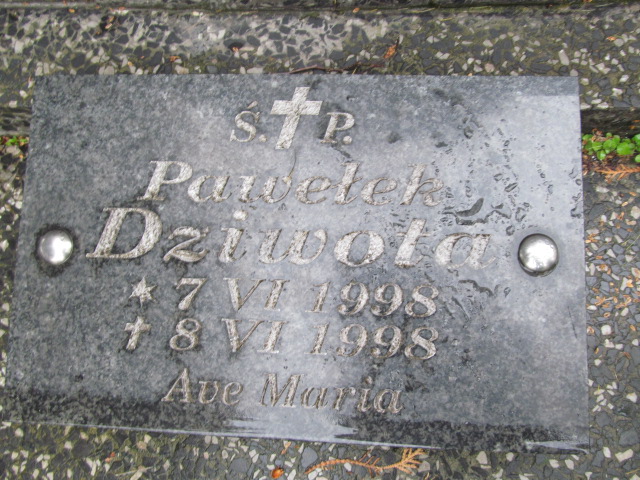 Ś. P.
Pawełek
Dziwota
7 VI 1998
8 VI 1998
Ave Maria